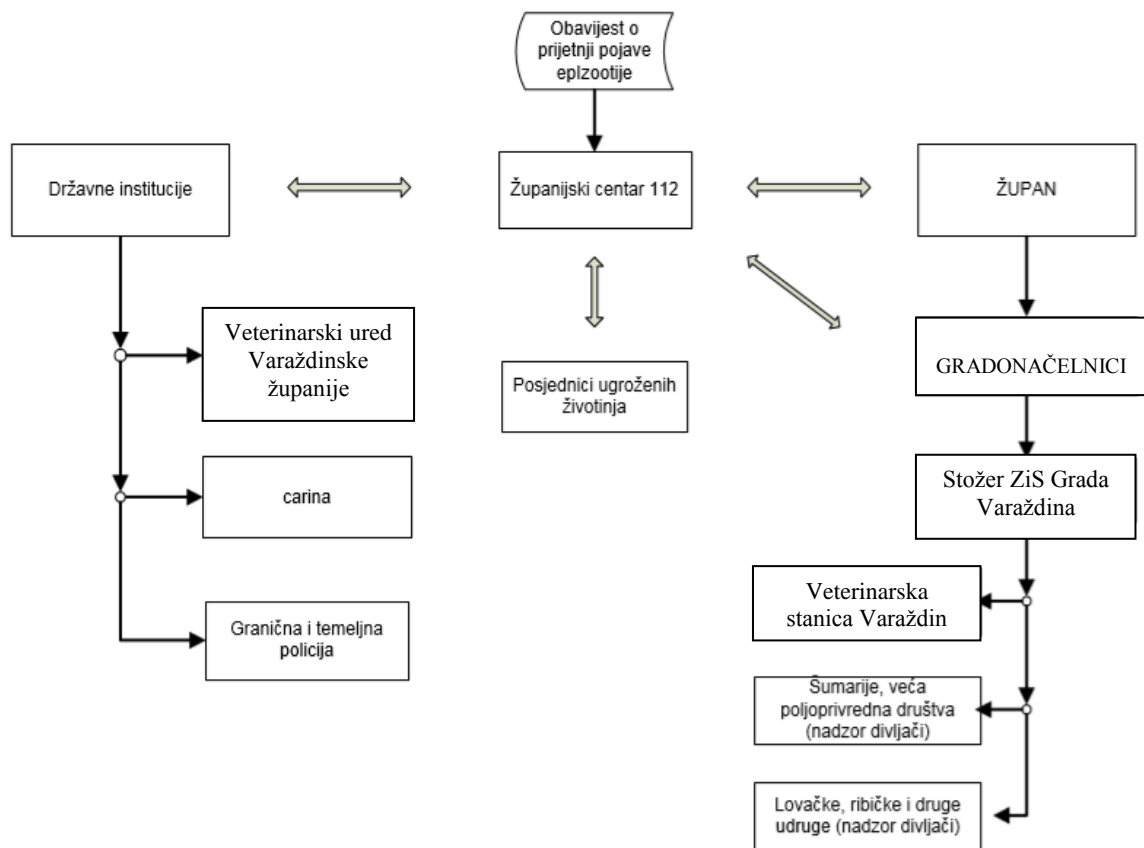 Obavijest o
prijetnji pojave
epIzootije
Državne institucije
Županijski centar 112
ŽUPAN
Veterinarski ured
Varaždinske
županije
GRADONAČELNICI
Posjednici ugroženih
životinja
carina
Stožer ZiS Grada
Varaždina
Granična i temeljna
policija
Veterinarska
stanica Varaždin
Šumarije, veća
poljoprivredna društva
(nadzor divljači)
Lovačke, ribičke i druge
udruge (nadzor divljači)